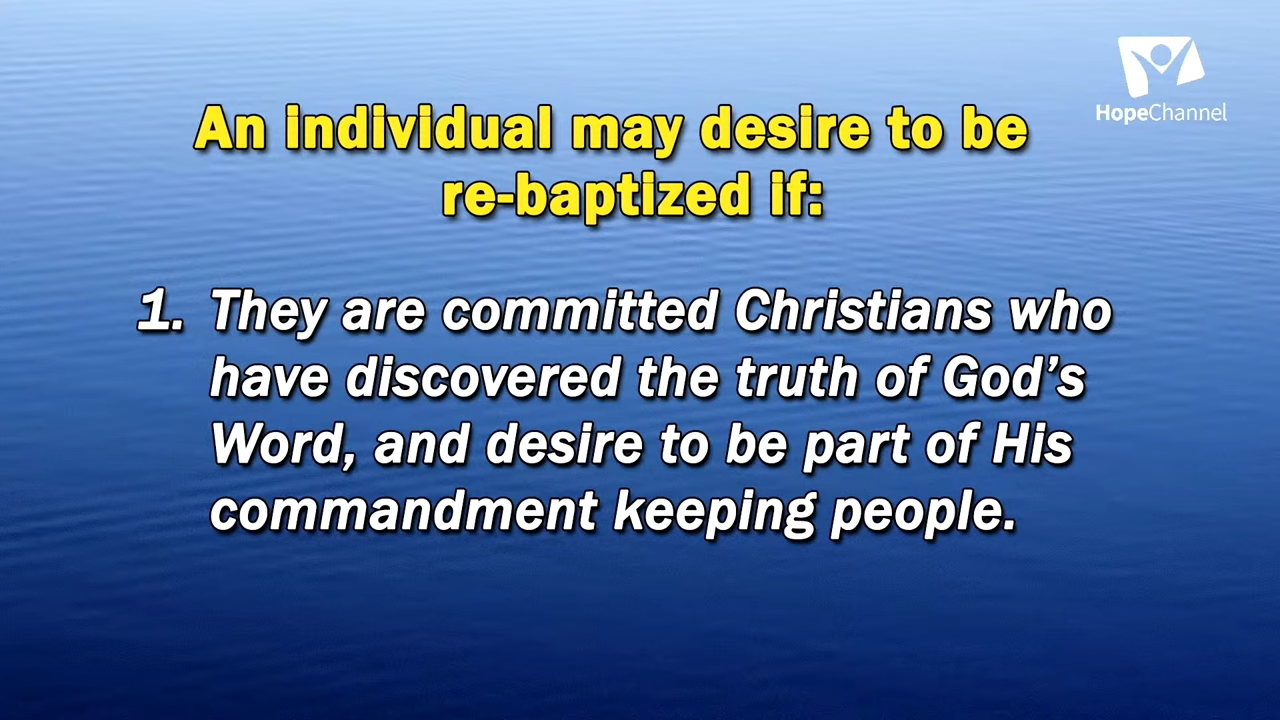 HopeChannel
An individual may desire to be
re-baptized if:
1. They are committed Christians who
have discovered the truth of God’s
Word, and desire to be part of His
commandment keeping people.